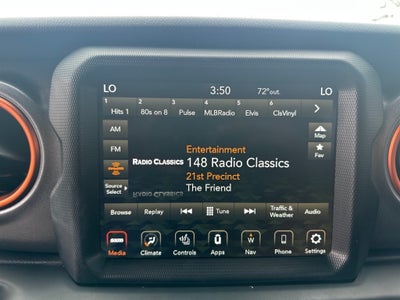 LO 3:50 72°out. LO
1 2 3 4 5 6
Hits 1 80s on 8 Pulse MLBRadio Elvis ClsVinyl
AM
Map
FM
Entertainment
RADIO CLASSICS 148 Radio Classics
Fav
21st Precinct
Source Select
The Friend
Browse Replay Tune Traffic & Weather Audio
Media Climate Controls Apps Nav Phone Settings